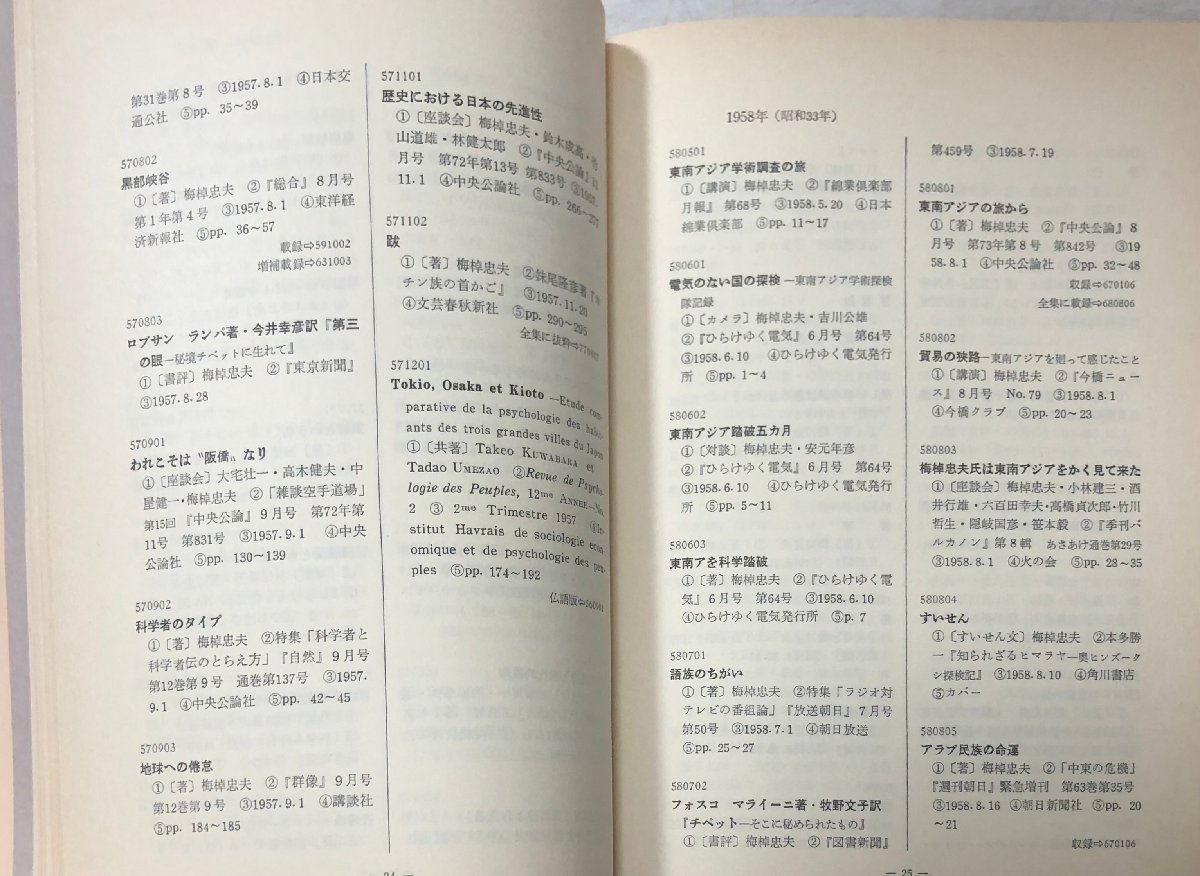 第31巻第8号　③1957.8.1　④日本交
通公社　⑤pp. 35～39
570802
黒部峡谷
①〔著〕梅棹忠夫　②『総合』8月号
第1年第4号　③1957.8.1　④東洋経
済新報社　⑤pp. 36～57
載録⇨591002
増補載録⇨631003
570803
ロブサン　ランパ著・今井幸彦訳『第三
の眼―秘境チベットに生れて』
①〔書評〕梅棹忠夫　②『東京新聞』
③1957.8.28
570901
われこそは〝阪僑〟なり
①〔座談会〕大宅壮一・高木健夫・中
屋健一・梅棹忠夫　②「雑談空手道場」
第15回『中央公論』9月号　第72年第
11号　第831号　③1957.9.1　④中央
公論社　⑤pp. 130～139
570902
科学者のタイプ
①〔著〕梅棹忠夫　②特集「科学者と
科学者伝のとらえ方」『自然』9月号
第12巻第9号　通巻第137号　③1957.
9.1　④中央公論社　⑤pp. 42～45
570903
地球への倦怠
①〔著〕梅棹忠夫　②『群像』9月号
第12巻第9号　③1957.9.1　④講談社
⑤pp. 184～185
571101
歴史における日本の先進性
①〔座談会〕梅棹忠夫・鈴木成高・
山道雄・林健太郎　②『中央公論』11
月号　第72年第13号　第833号　③1957.
11.1　④中央公論社　⑤pp. 266～277
571102
跋
①〔著〕梅棹忠夫　②妹尾隆彦著『カ
チン族の首かご』　③1957.11.20
④文芸春秋新社　⑤pp. 290～295
全集に抜粋⇨
571201
Tokio, Osaka et Kioto —Etude com-
parative de la psychologie des habit-
ants des trois grandes villes du Japon
①〔共著〕Takeo KUWABARA et
Tadao UMEZAO　②Revue de Psycho-
logie des Peuples, 12me ANNEE—No.
2　③ 2me Trimestre 1957　④In-
stitut Havrais de sociologie econ-
omique et de psychologie des peu-
ples　⑤pp. 174～192
仏語版⇦560501
— 24 —
1958年（昭和33年）
580501
東南アジア学術調査の旅
①〔講演〕梅棹忠夫　②『綿業倶楽部
月報』第68号　③1958.5.20　④日本
綿業倶楽部　⑤pp. 11～17
580601
電気のない国の探検―東南アジア学術探検
隊記録
①〔カメラ〕梅棹忠夫・吉川公雄
②『ひらけゆく電気』6月号　第64号
③1958.6.10　④ひらけゆく電気発行
所　⑤pp. 1～4
580602
東南アジア踏破五カ月
①〔対談〕梅棹忠夫・安元年彦
②『ひらけゆく電気』6月号　第64号
③1958.6.10　④ひらけゆく電気発行
所　⑤pp. 5～11
580603
東南アを科学踏破
①〔著〕梅棹忠夫　②『ひらけゆく電
気』6月号　第64号　③1958.6.10
④ひらけゆく電気発行所　⑤p. 7
580701
語族のちがい
①〔著〕梅棹忠夫　②特集「ラジオ対
テレビの番組論」『放送朝日』7月号
第50号　③1958.7.1　④朝日放送
⑤pp. 25～27
580702
フォスコ　マライーニ著・牧野文子訳
『チベット―そこに秘められたもの』
①〔書評〕梅棹忠夫　②『図書新聞』
第459号　③1958.7.19
580801
東南アジアの旅から
①〔著〕梅棹忠夫　②『中央公論』8
月号　第73年第8号　第842号　③19
58.8.1　④中央公論社　⑤pp. 32～48
収録⇨670106
全集に載録⇨680806
580802
貿易の狭路―東南アジアを廻って感じたこと
①〔講演〕梅棹忠夫　②『今橋ニュー
ス』8月号　No. 79　③1958.8.1
④今橋クラブ　⑤pp. 20～23
580803
梅棹忠夫氏は東南アジアをかく見て来た
①〔座談会〕梅棹忠夫・小林建三・酒
井行雄・六百田幸夫・高橋貞次郎・竹川
哲生・隠岐国彦・笹本毅　②『季刊バ
ルカノン』第8輯　あさあけ通巻第29号
③1958.8.1　④火の会　⑤pp. 28～35
580804
すいせん
①〔すいせん文〕梅棹忠夫　②本多勝
一『知られざるヒマラヤ―奥ヒンズークー
シ探検記』　③1958.8.10　④角川書店
⑤カバー
580805
アラブ民族の命運
①〔著〕梅棹忠夫　②「中東の危機」
『週刊朝日』緊急増刊　第63巻第35号
③1958.8.16　④朝日新聞社　⑤pp. 20
～21
収録⇨670106
— 25 —